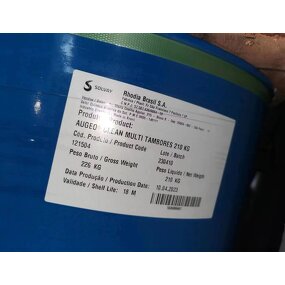 SOLVAY
Rhodia Brasil S.A.
Produto/Product:
AUGEO CLEAN MULTI TAMBORES 210 KG
Cod. Produto / Product Code
Lote / Batch
121504
230410
Peso Bruto / Gross Weight
Peso Liquido / Net Weight
226 KG
210 KG
Data Produção / Production Date
10.04.2023
Validade / Shelf Life: 18 M